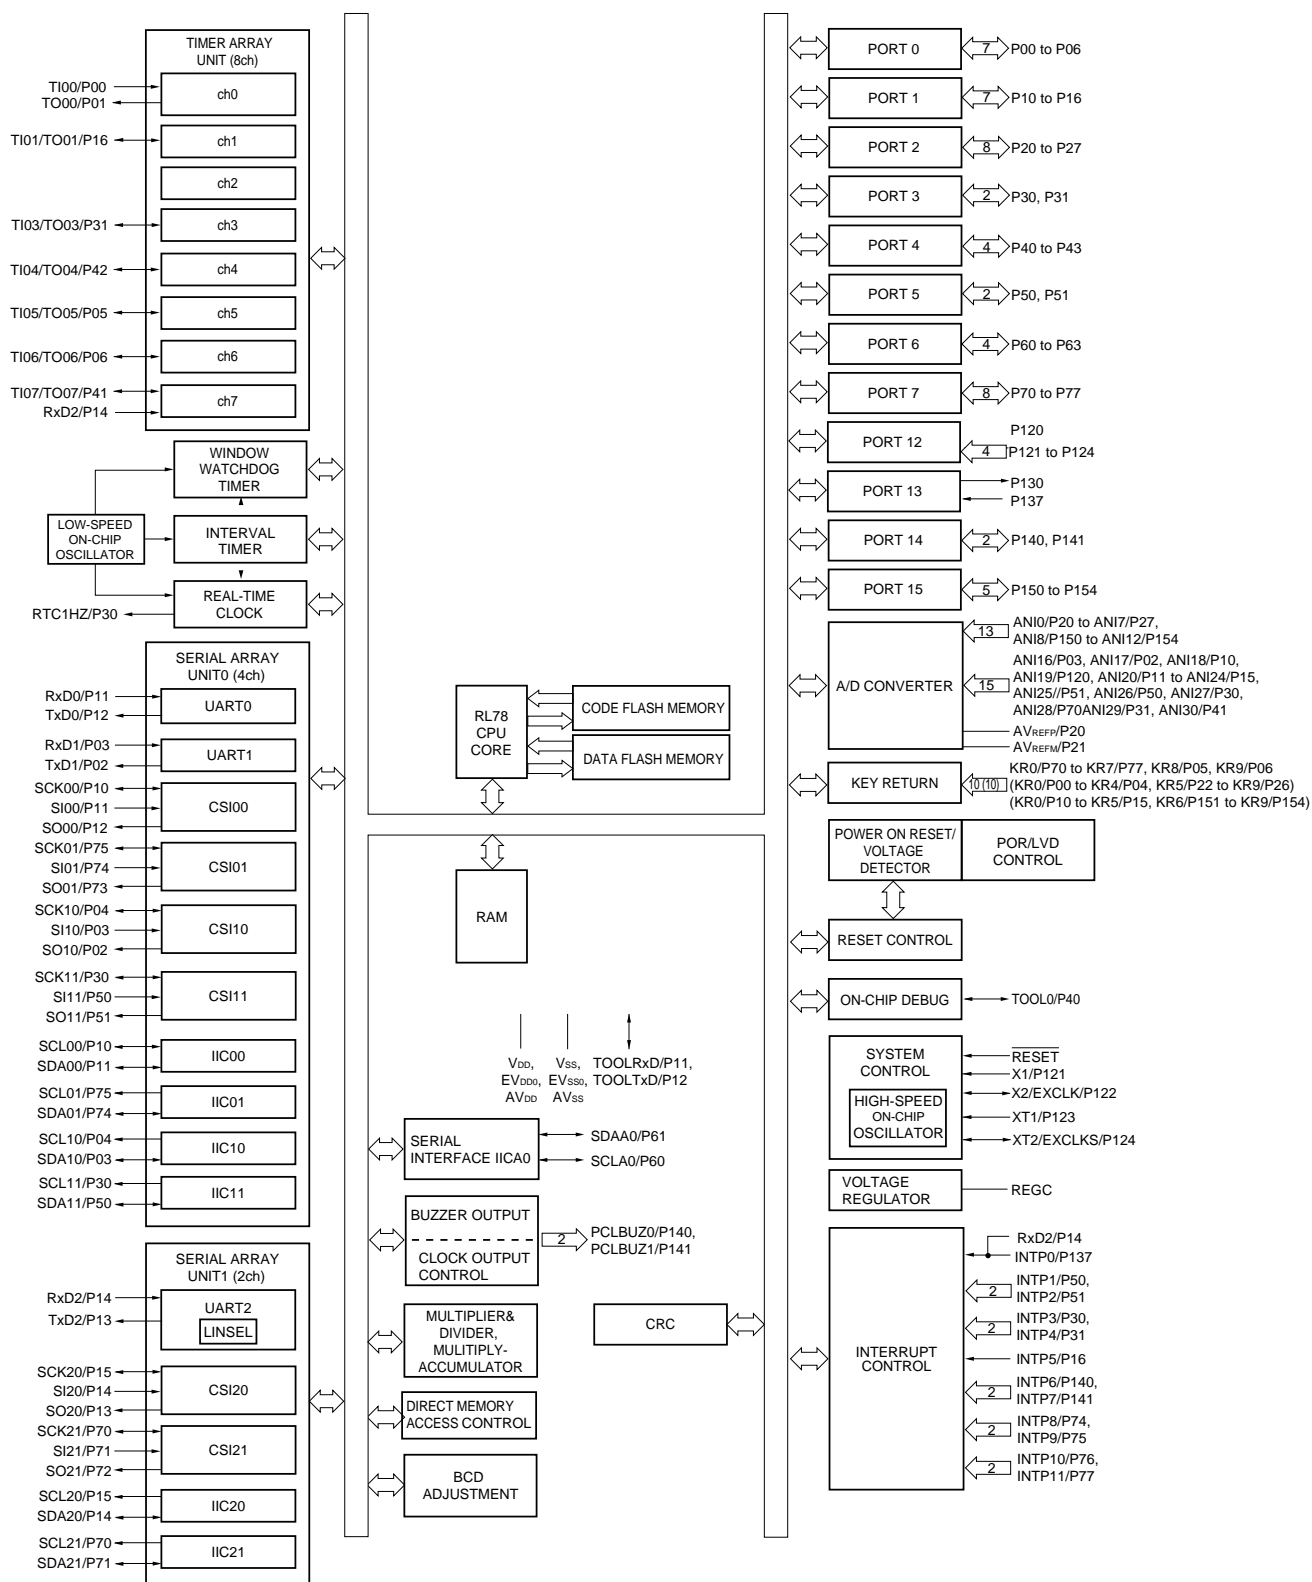 TIMER ARRAY
UNIT (8ch)
TI00/P00
TO00/P01
ch0
TI01/TO01/P16
ch1
ch2
TI03/TO03/P31
ch3
TI04/TO04/P42
ch4
TI05/TO05/P05
ch5
TI06/TO06/P06
ch6
TI07/TO07/P41
RxD2/P14
ch7
WINDOW
WATCHDOG
TIMER
LOW-SPEED
ON-CHIP
OSCILLATOR
INTERVAL
TIMER
REAL-TIME
CLOCK
RTC1HZ/P30
SERIAL ARRAY
UNIT0 (4ch)
RxD0/P11
TxD0/P12
UART0
RxD1/P03
TxD1/P02
UART1
SCK00/P10
SI00/P11
SO00/P12
CSI00
SCK01/P75
SI01/P74
SO01/P73
CSI01
SCK10/P04
SI10/P03
SO10/P02
CSI10
SCK11/P30
SI11/P50
SO11/P51
CSI11
SCL00/P10
SDA00/P11
IIC00
SCL01/P75
SDA01/P74
IIC01
SCL10/P04
SDA10/P03
IIC10
SCL11/P30
SDA11/P50
IIC11
SERIAL ARRAY
UNIT1 (2ch)
RxD2/P14
TxD2/P13
UART2
LINSEL
SCK20/P15
SI20/P14
SO20/P13
CSI20
SCK21/P70
SI21/P71
SO21/P72
CSI21
SCL20/P15
SDA20/P14
IIC20
SCL21/P70
SDA21/P71
IIC21
RL78
CPU
CORE
CODE FLASH MEMORY
DATA FLASH MEMORY
RAM
VDD,
EVDD0,
AVDD
VSS,
EVSS0,
AVSS
TOOLRxD/P11,
TOOLTxD/P12
SERIAL
INTERFACE IICA0
SDAA0/P61
SCLA0/P60
BUZZER OUTPUT
CLOCK OUTPUT
CONTROL
2
PCLBUZ0/P140,
PCLBUZ1/P141
MULTIPLIER&
DIVIDER,
MULITIPLY-
ACCUMULATOR
CRC
DIRECT MEMORY
ACCESS CONTROL
BCD
ADJUSTMENT
PORT 0
7
P00 to P06
PORT 1
7
P10 to P16
PORT 2
8
P20 to P27
PORT 3
2
P30, P31
PORT 4
4
P40 to P43
PORT 5
2
P50, P51
PORT 6
4
P60 to P63
PORT 7
8
P70 to P77
PORT 12
P120
4
P121 to P124
PORT 13
P130
P137
PORT 14
2
P140, P141
PORT 15
5
P150 to P154
A/D CONVERTER
13
ANI0/P20 to ANI7/P27,
ANI8/P150 to ANI12/P154
15
ANI16/P03, ANI17/P02, ANI18/P10,
ANI19/P120, ANI20/P11 to ANI24/P15,
ANI25//P51, ANI26/P50, ANI27/P30,
ANI28/P70ANI29/P31, ANI30/P41
AVREFP/P20
AVREFM/P21
KEY RETURN
10 (10)
KR0/P70 to KR7/P77, KR8/P05, KR9/P06
(KR0/P00 to KR4/P04, KR5/P22 to KR9/P26)
(KR0/P10 to KR5/P15, KR6/P151 to KR9/P154)
POWER ON RESET/
VOLTAGE
DETECTOR
POR/LVD
CONTROL
RESET CONTROL
ON-CHIP DEBUG
TOOL0/P40
SYSTEM
CONTROL
HIGH-SPEED
ON-CHIP
OSCILLATOR
RESET
X1/P121
X2/EXCLK/P122
XT1/P123
XT2/EXCLKS/P124
VOLTAGE
REGULATOR
REGC
INTERRUPT
CONTROL
RxD2/P14
INTP0/P137
2
INTP1/P50,
INTP2/P51
2
INTP3/P30,
INTP4/P31
INTP5/P16
2
INTP6/P140,
INTP7/P141
2
INTP8/P74,
INTP9/P75
2
INTP10/P76,
INTP11/P77